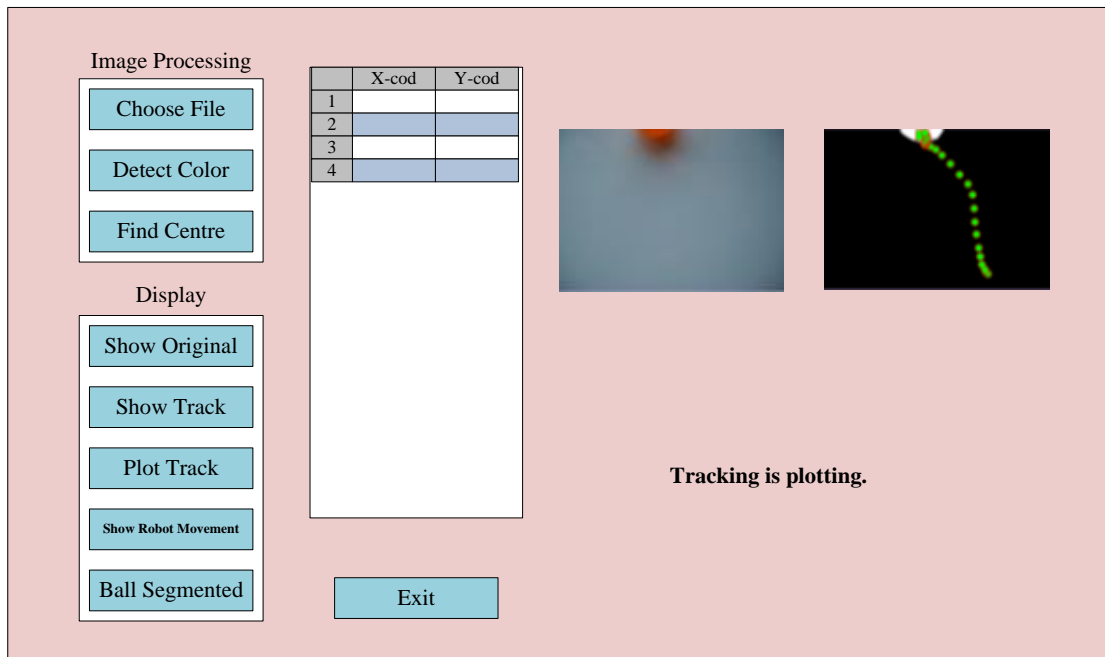 Image Processing
Choose File
Detect Color
Find Centre
Display
Show Original
Show Track
Plot Track
Show Robot Movement
Ball Segmented
X-cod Y-cod
1
2
3
4
Exit
Tracking is plotting.